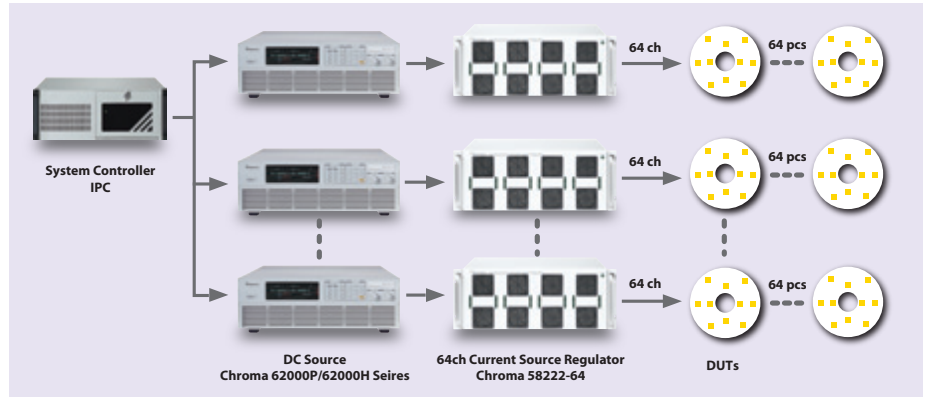 64 ch
64 pcs
System Controller
IPC
64 ch
64 pcs
64 ch
64 pcs
DC Source
Chroma 62000P/62000H Seires
64ch Current Source Regulator
Chroma 58222-64
DUTs